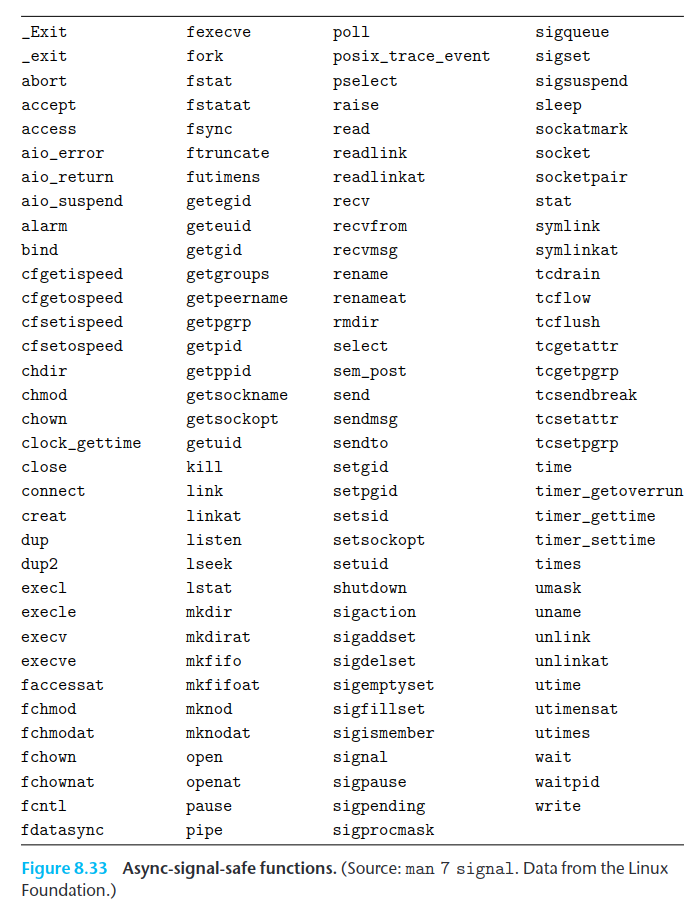 _Exit fexecve poll sigqueue
_exit fork posix_trace_event sigset
abort fstat pselect sigsuspend
accept fstatat raise sleep
access fsync read sockatmark
aio_error ftruncate readlink socket
aio_return futimens readlinkat socketpair
aio_suspend getegid recv stat
alarm geteuid recvfrom symlink
bind getgid recvmsg symlinkat
cfgetispeed getgroups rename tcdrain
cfgetospeed getpeername renameat tcflow
cfsetispeed getpgrp rmdir tcflush
cfsetospeed getpid select tcgetattr
chdir getppid sem_post tcgetpgrp
chmod getsockname send tcsendbreak
chown getsockopt sendmsg tcsetattr
clock_gettime getuid sendto tcsetpgrp
close kill setgid time
connect link setpgid timer_getoverrun
creat linkat setsid timer_gettime
dup listen setsockopt timer_settime
dup2 lseek setuid times
execl lstat shutdown umask
execle mkdir sigaction uname
execv mkdirat sigaddset unlink
execve mkfifo sigdelset unlinkat
faccessat mkfifoat sigemptyset utime
fchmod mknod sigfillset utimensat
fchmodat mknodat sigismember utimes
fchown open signal wait
fchownat openat sigpause waitpid
fcntl pause sigpending write
fdatasync pipe sigprocmask
Figure 8.33 Async-signal-safe functions. (Source: man 7 signal. Data from the Linux
Foundation.)